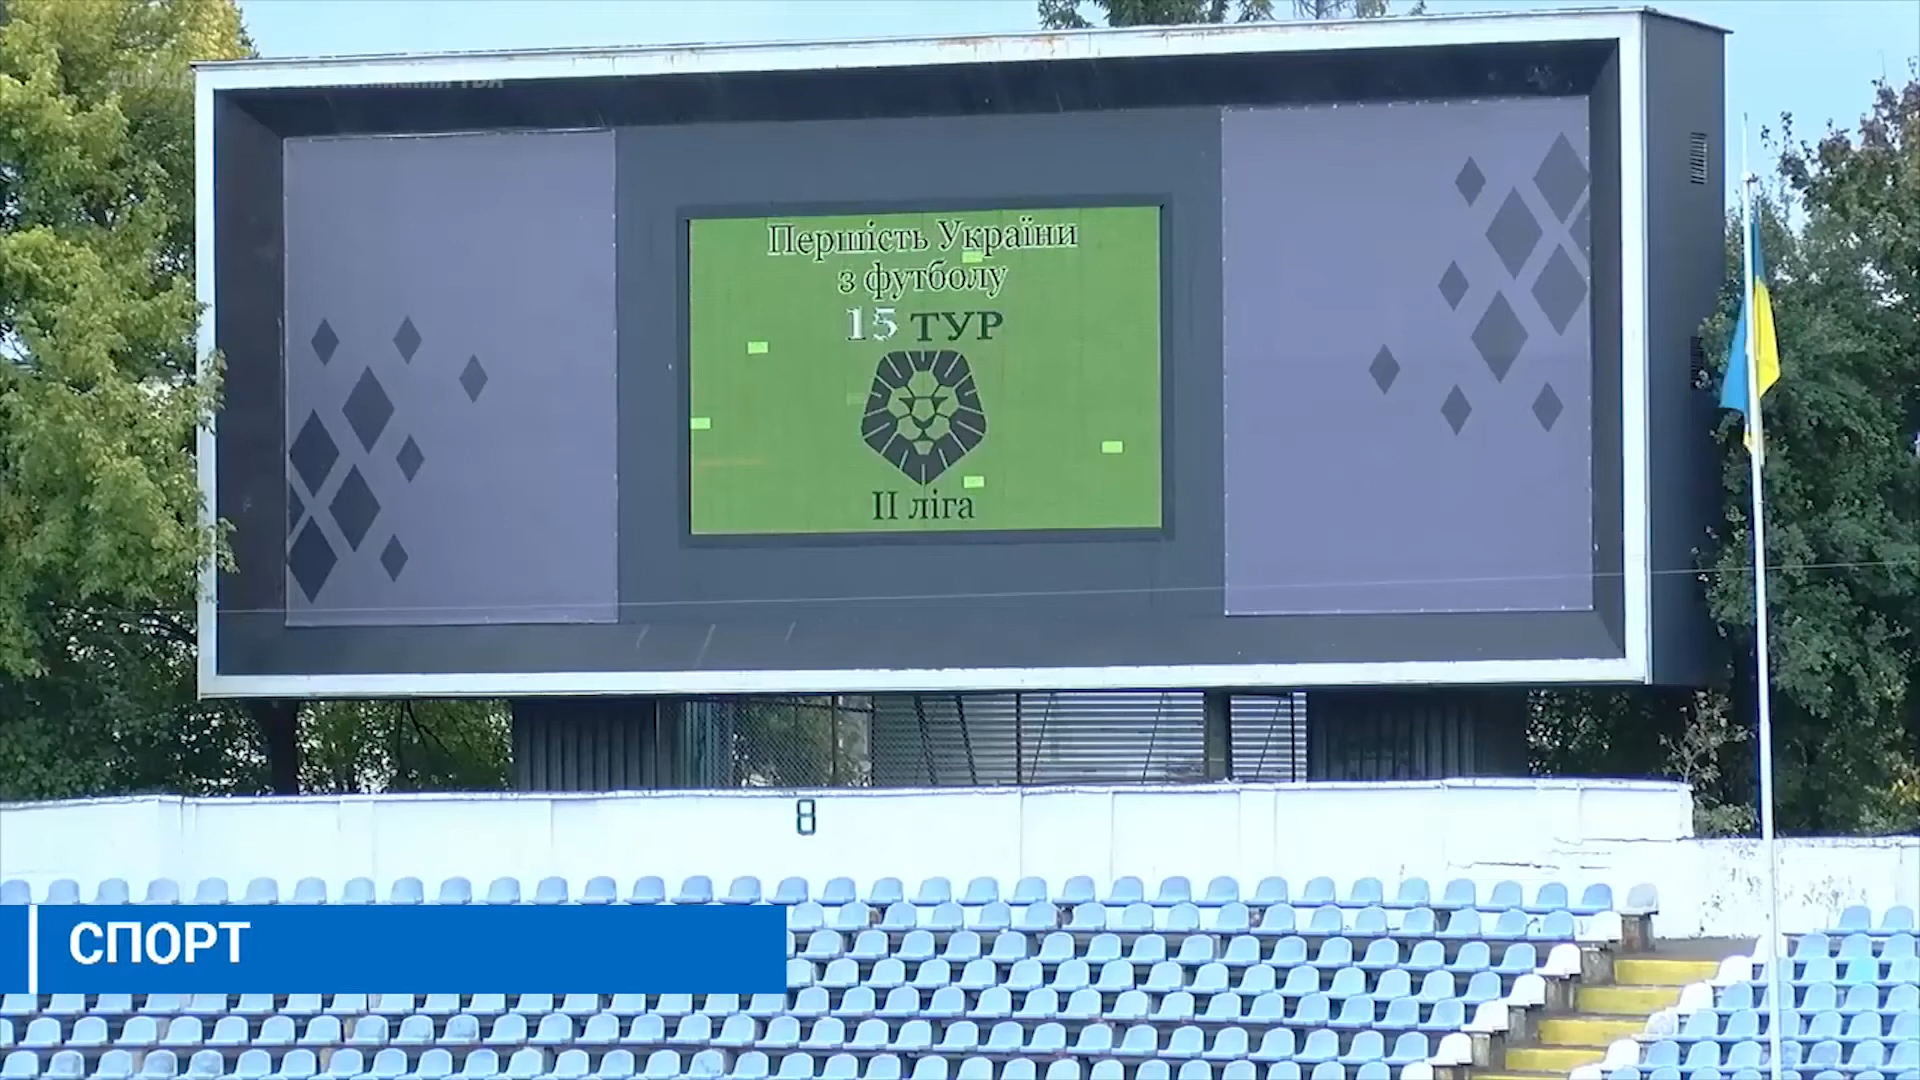 Першість України
з футболу
15 ТУР
II ліга
8
СПОРТ